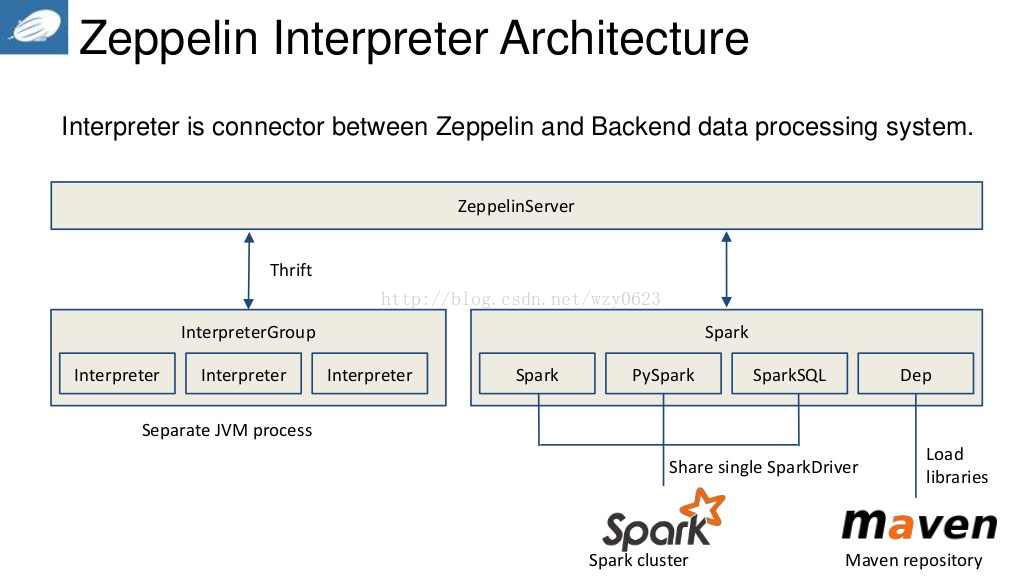 Zeppelin Interpreter Architecture
Interpreter is connector between Zeppelin and Backend data processing system.
ZeppelinServer
Thrift
http://blog.csdn.net/wzy0623
InterpreterGroup
Interpreter
Interpreter
Interpreter
Separate JVM process
Spark
Spark
PySpark
SparkSQL
Dep
Share single SparkDriver
Load
libraries
Spark
Spark cluster
maven
Maven repository